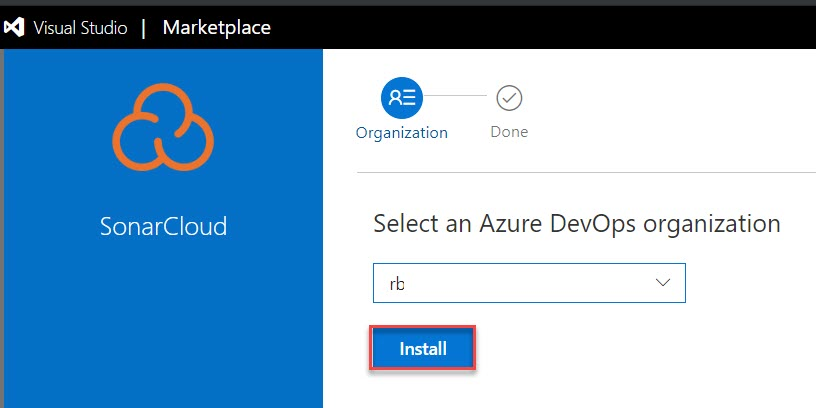 Visual Studio | Marketplace
SonarCloud
Organization
Done
Select an Azure DevOps organization
rb
Install